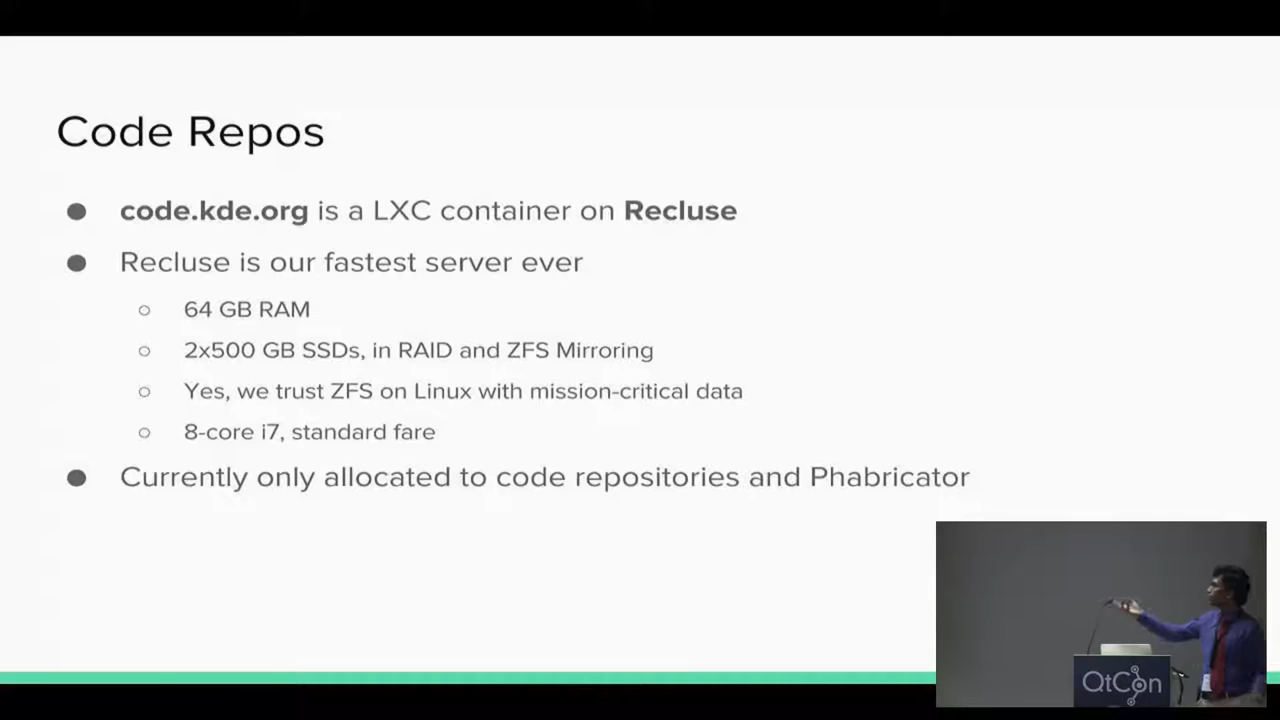 Code Repos
code.kde.org is a LXC container on Recluse
Recluse is our fastest server ever
64 GB RAM
2x500 GB SSDs, in RAID and ZFS Mirroring
Yes, we trust ZFS on Linux with mission-critical data
8-core i7, standard fare
Currently only allocated to code repositories and Phabricator
QtCon